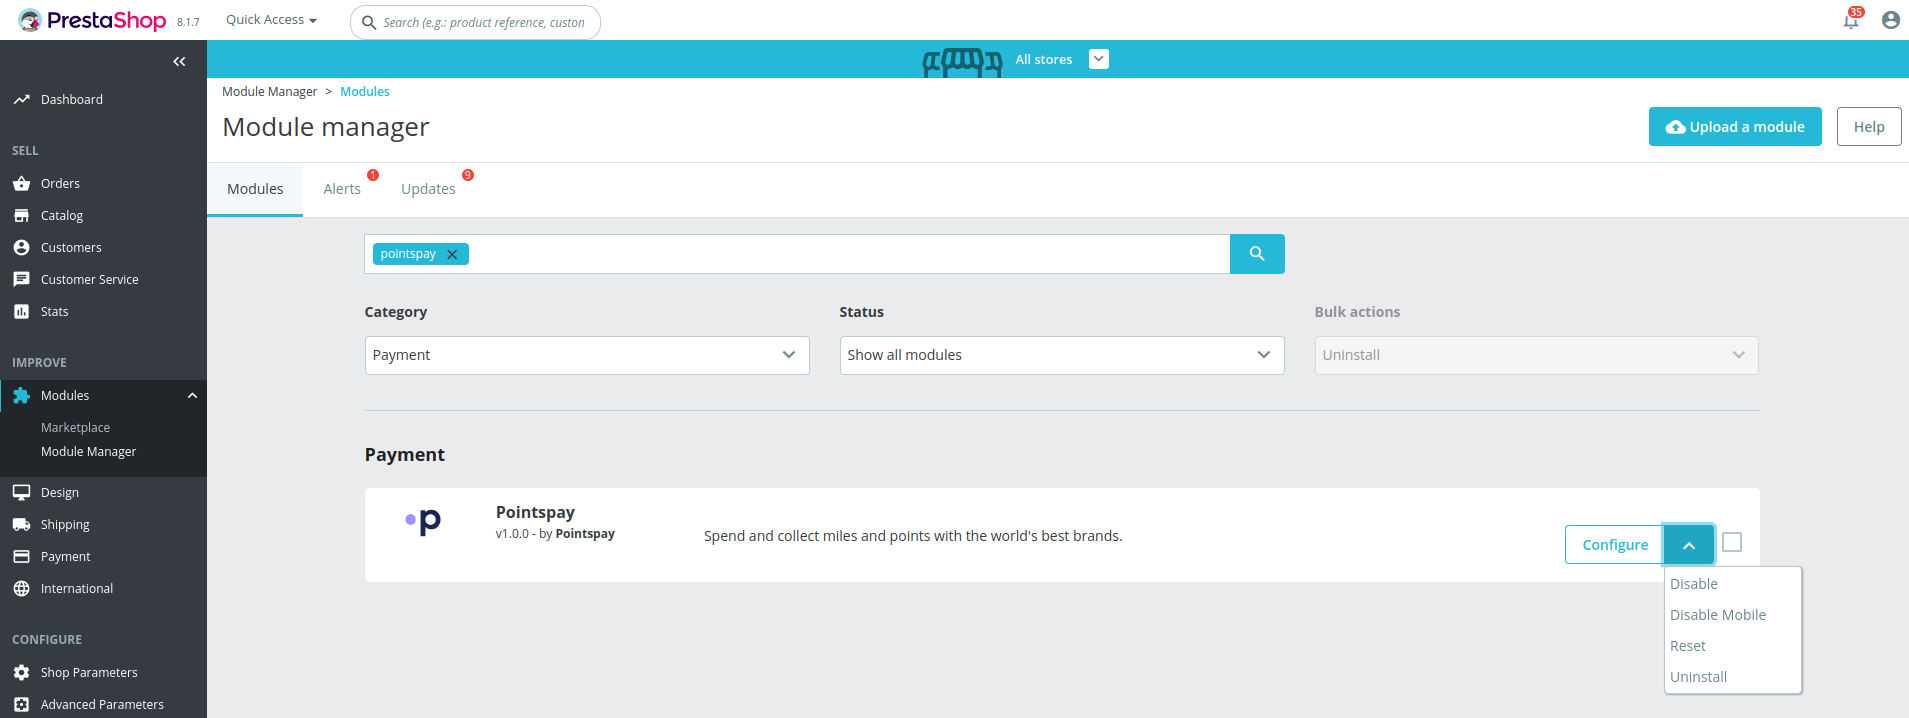 PrestaShop 8.1.7 Quick Access Search (e.g.: product reference, custon 35
All stores
Dashboard
SELL
Orders
Catalog
Customers
Customer Service
Stats
IMPROVE
Modules
Marketplace
Module Manager
Design
Shipping
Payment
International
CONFIGURE
Shop Parameters
Advanced Parameters
Module Manager > Modules
Module manager
Upload a module Help
Modules Alerts 1 Updates 9
pointspay
Category Status Bulk actions
Payment Show all modules Uninstall
Payment
Pointspay
v1.0.0 - by Pointspay
Spend and collect miles and points with the world's best brands.
Configure
Disable
Disable Mobile
Reset
Uninstall